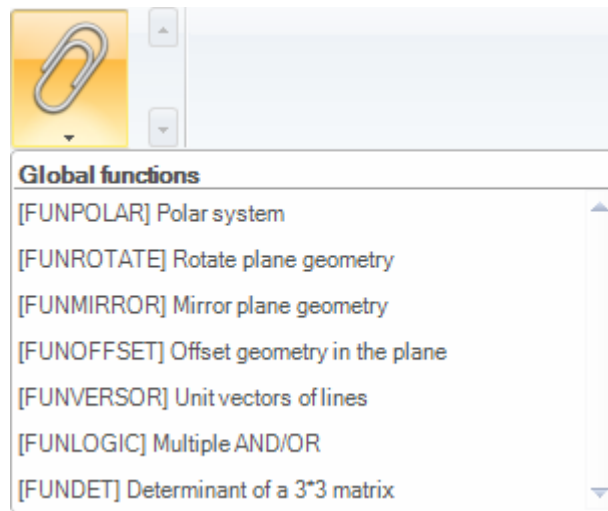 Global functions
[FUNPOLAR] Polar system
[FUNROTATE] Rotate plane geometry
[FUNMIRROR] Mirror plane geometry
[FUNOFFSET] Offset geometry in the plane
[FUNVERSOR] Unit vectors of lines
[FUNLOGIC] Multiple AND/OR
[FUNDET] Determinant of a 3*3 matrix